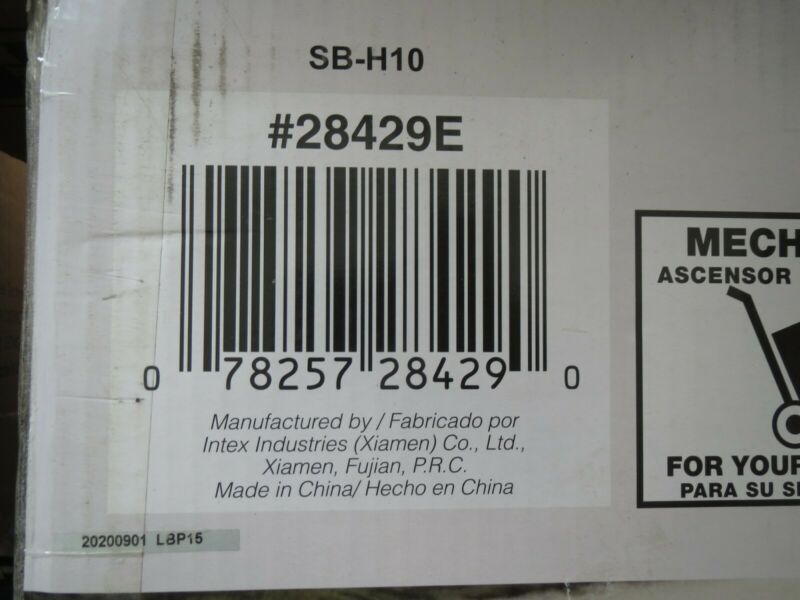 SB-H10
#28429E
0 78257 28429 0
Manufactured by / Fabricado por
Intex Industries (Xiamen) Co., Ltd.,
Xiamen, Fujian, P.R.C.
Made in China/ Hecho en China
20200901 LBP15
MECH
ASCENSOR
FOR YOUR
PARA SU S